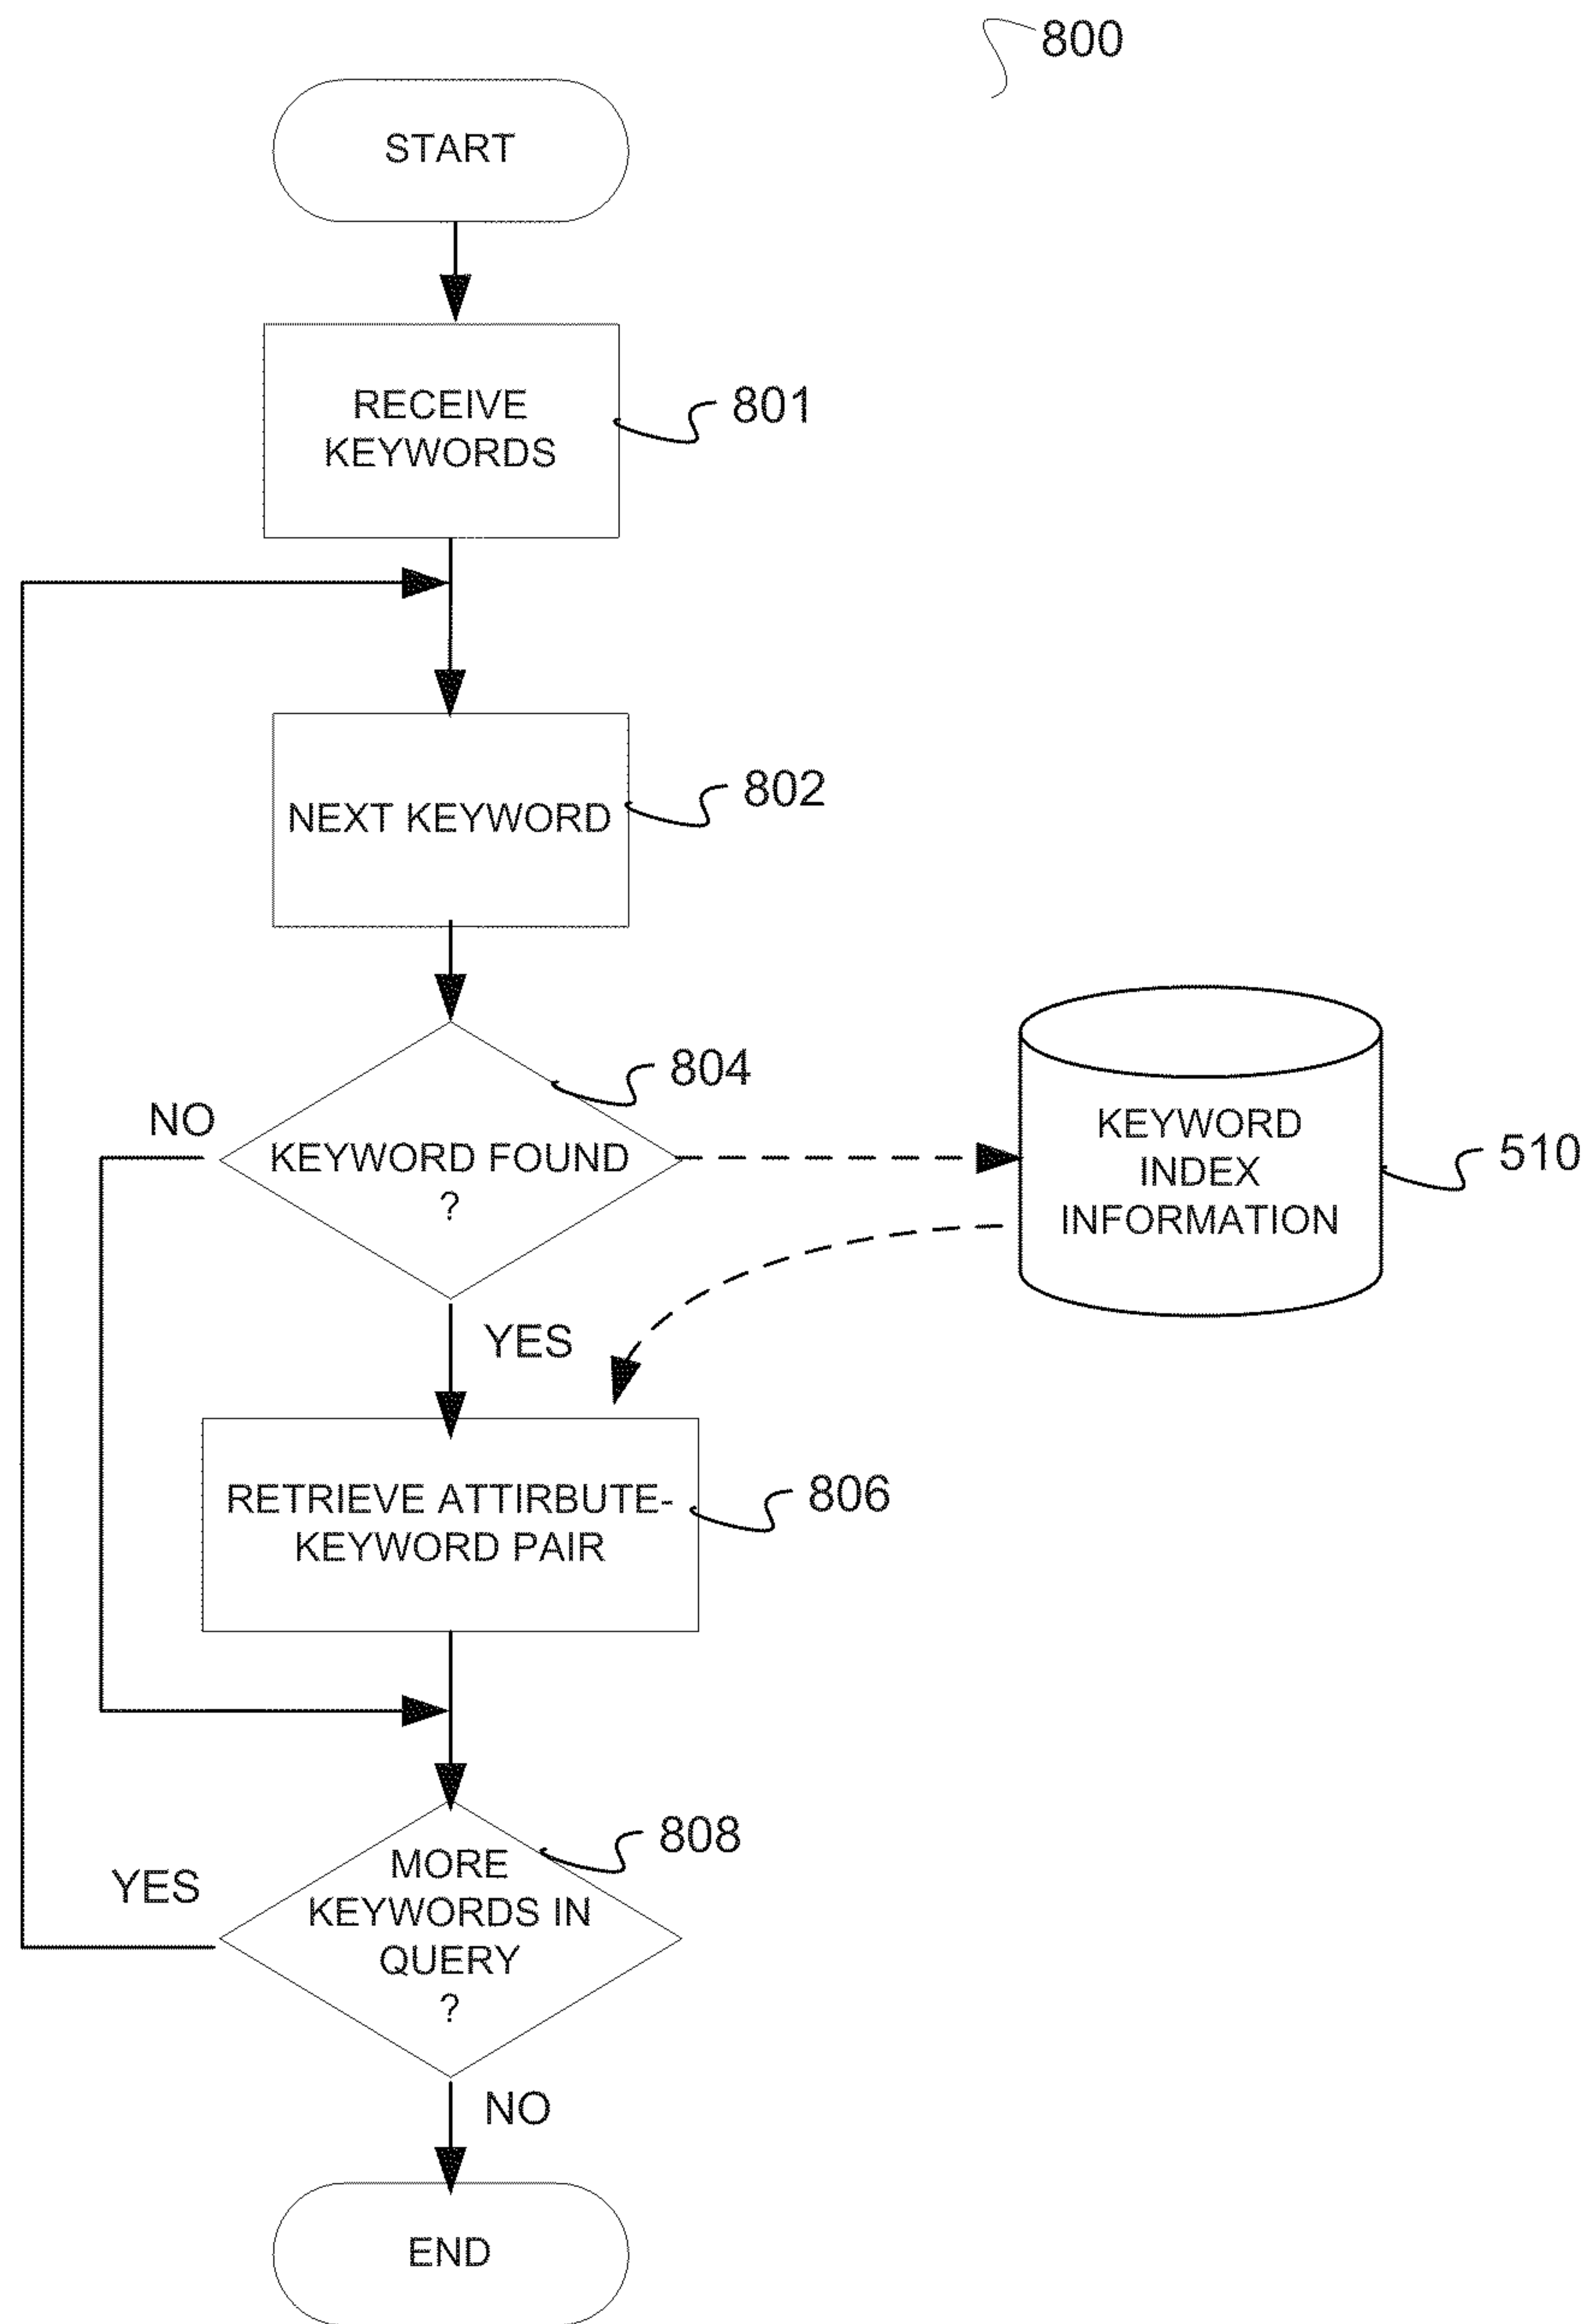 800
START
RECEIVE
KEYWORDS
801
NEXT KEYWORD
802
804
NO
KEYWORD FOUND
?
KEYWORD
INDEX
INFORMATION
510
YES
RETRIEVE ATTIRBUTE-
KEYWORD PAIR
806
808
YES
MORE
KEYWORDS IN
QUERY
?
NO
END